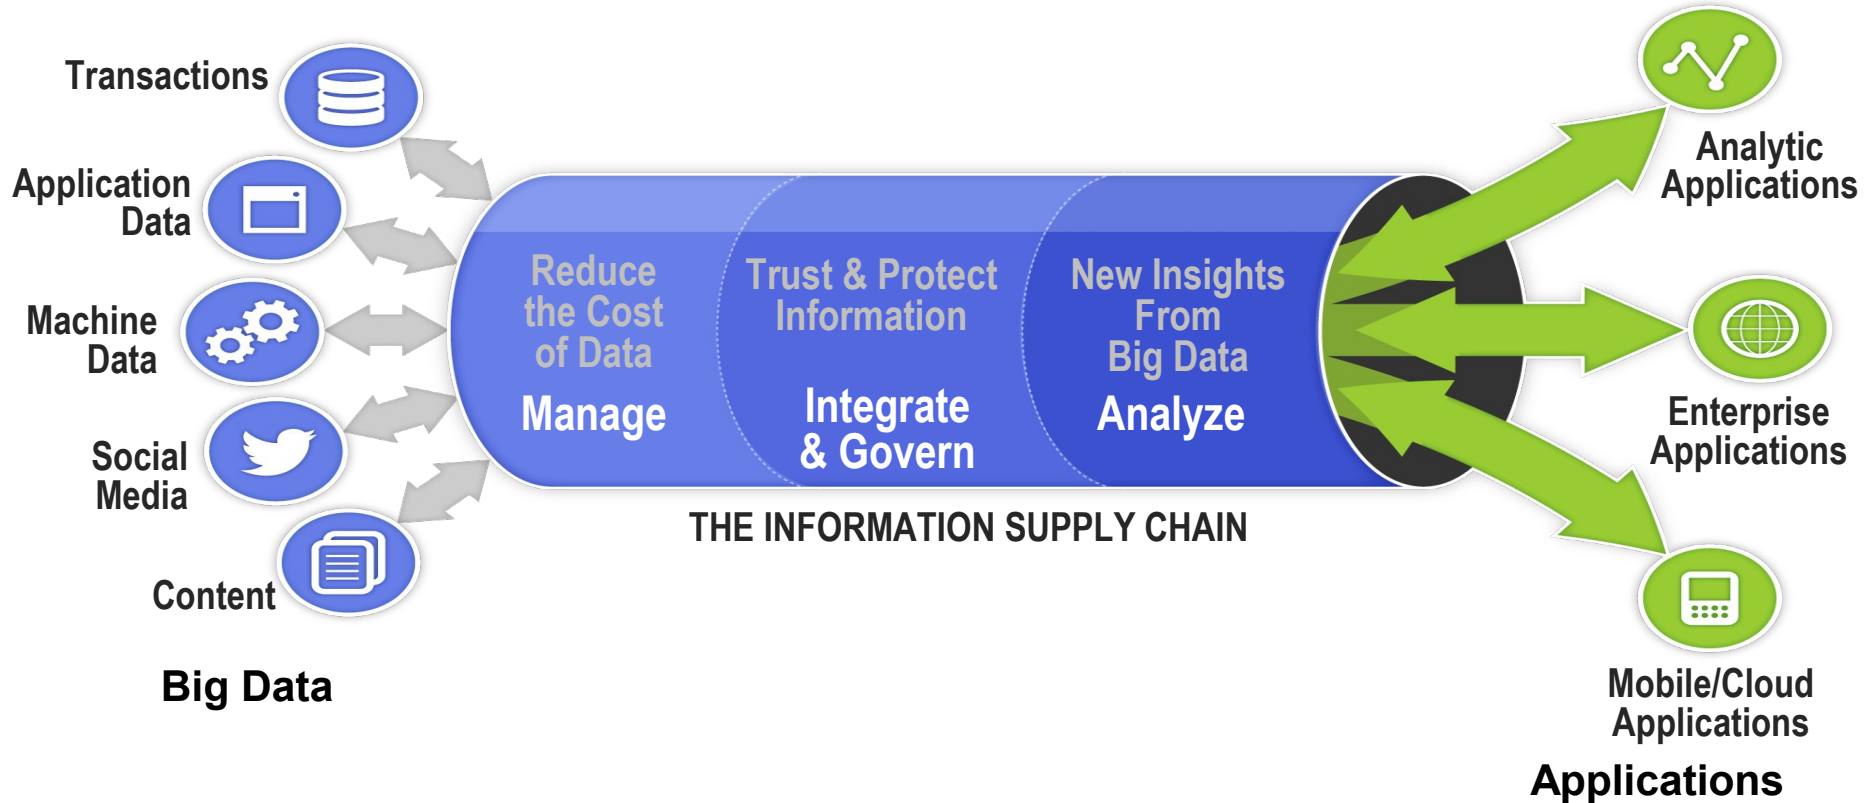 Transactions
Application
Data
Machine
Data
Social
Media
Content
Big Data
Reduce
the Cost
of Data
Manage
Trust & Protect
Information
Integrate
& Govern
New Insights
From
Big Data
Analyze
THE INFORMATION SUPPLY CHAIN
Analytic
Applications
Enterprise
Applications
Mobile/Cloud
Applications
Applications